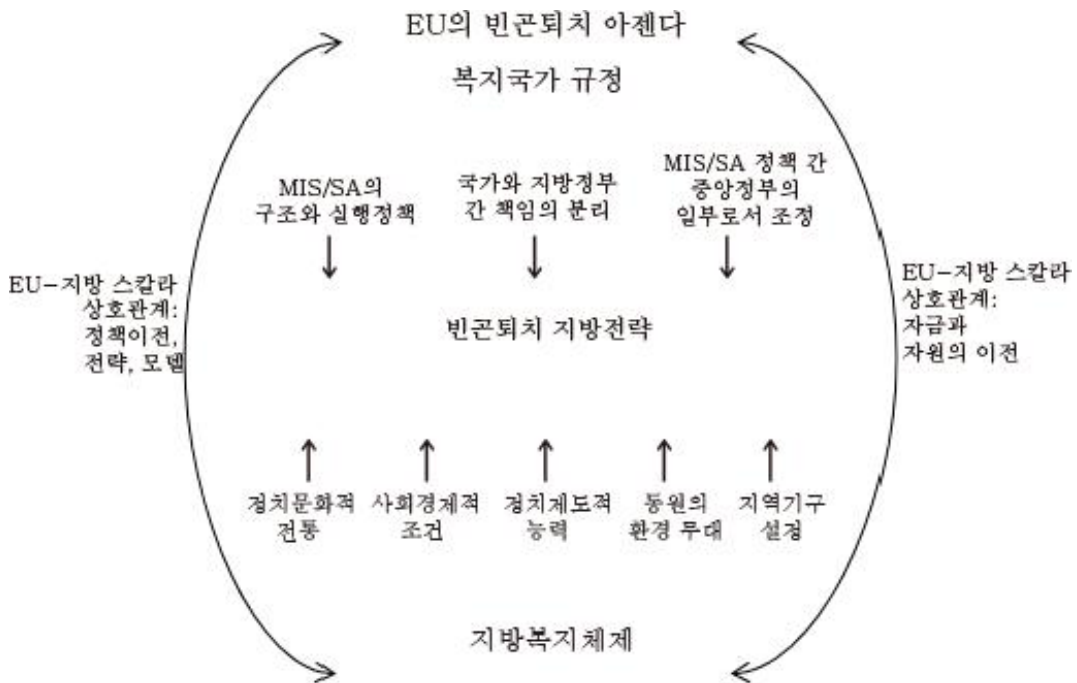 EU의 빈곤퇴치 아젠다
복지국가 규정
MIS/SA의
구조와 실행정책
국가와 지방정부
간 책임의 분리
MIS/SA 정책 간
중앙정부의
일부로서 조정
EU-지방 스칼라
상호관계:
정책이전,
전략, 모델
빈곤퇴치 지방전략
EU-지방 스칼라
상호관계:
자금과
자원의 이전
정치문화적
전통
사회경제적
조건
정치제도적
능력
동원의
환경 무대
지역기구
설정
지방복지체제